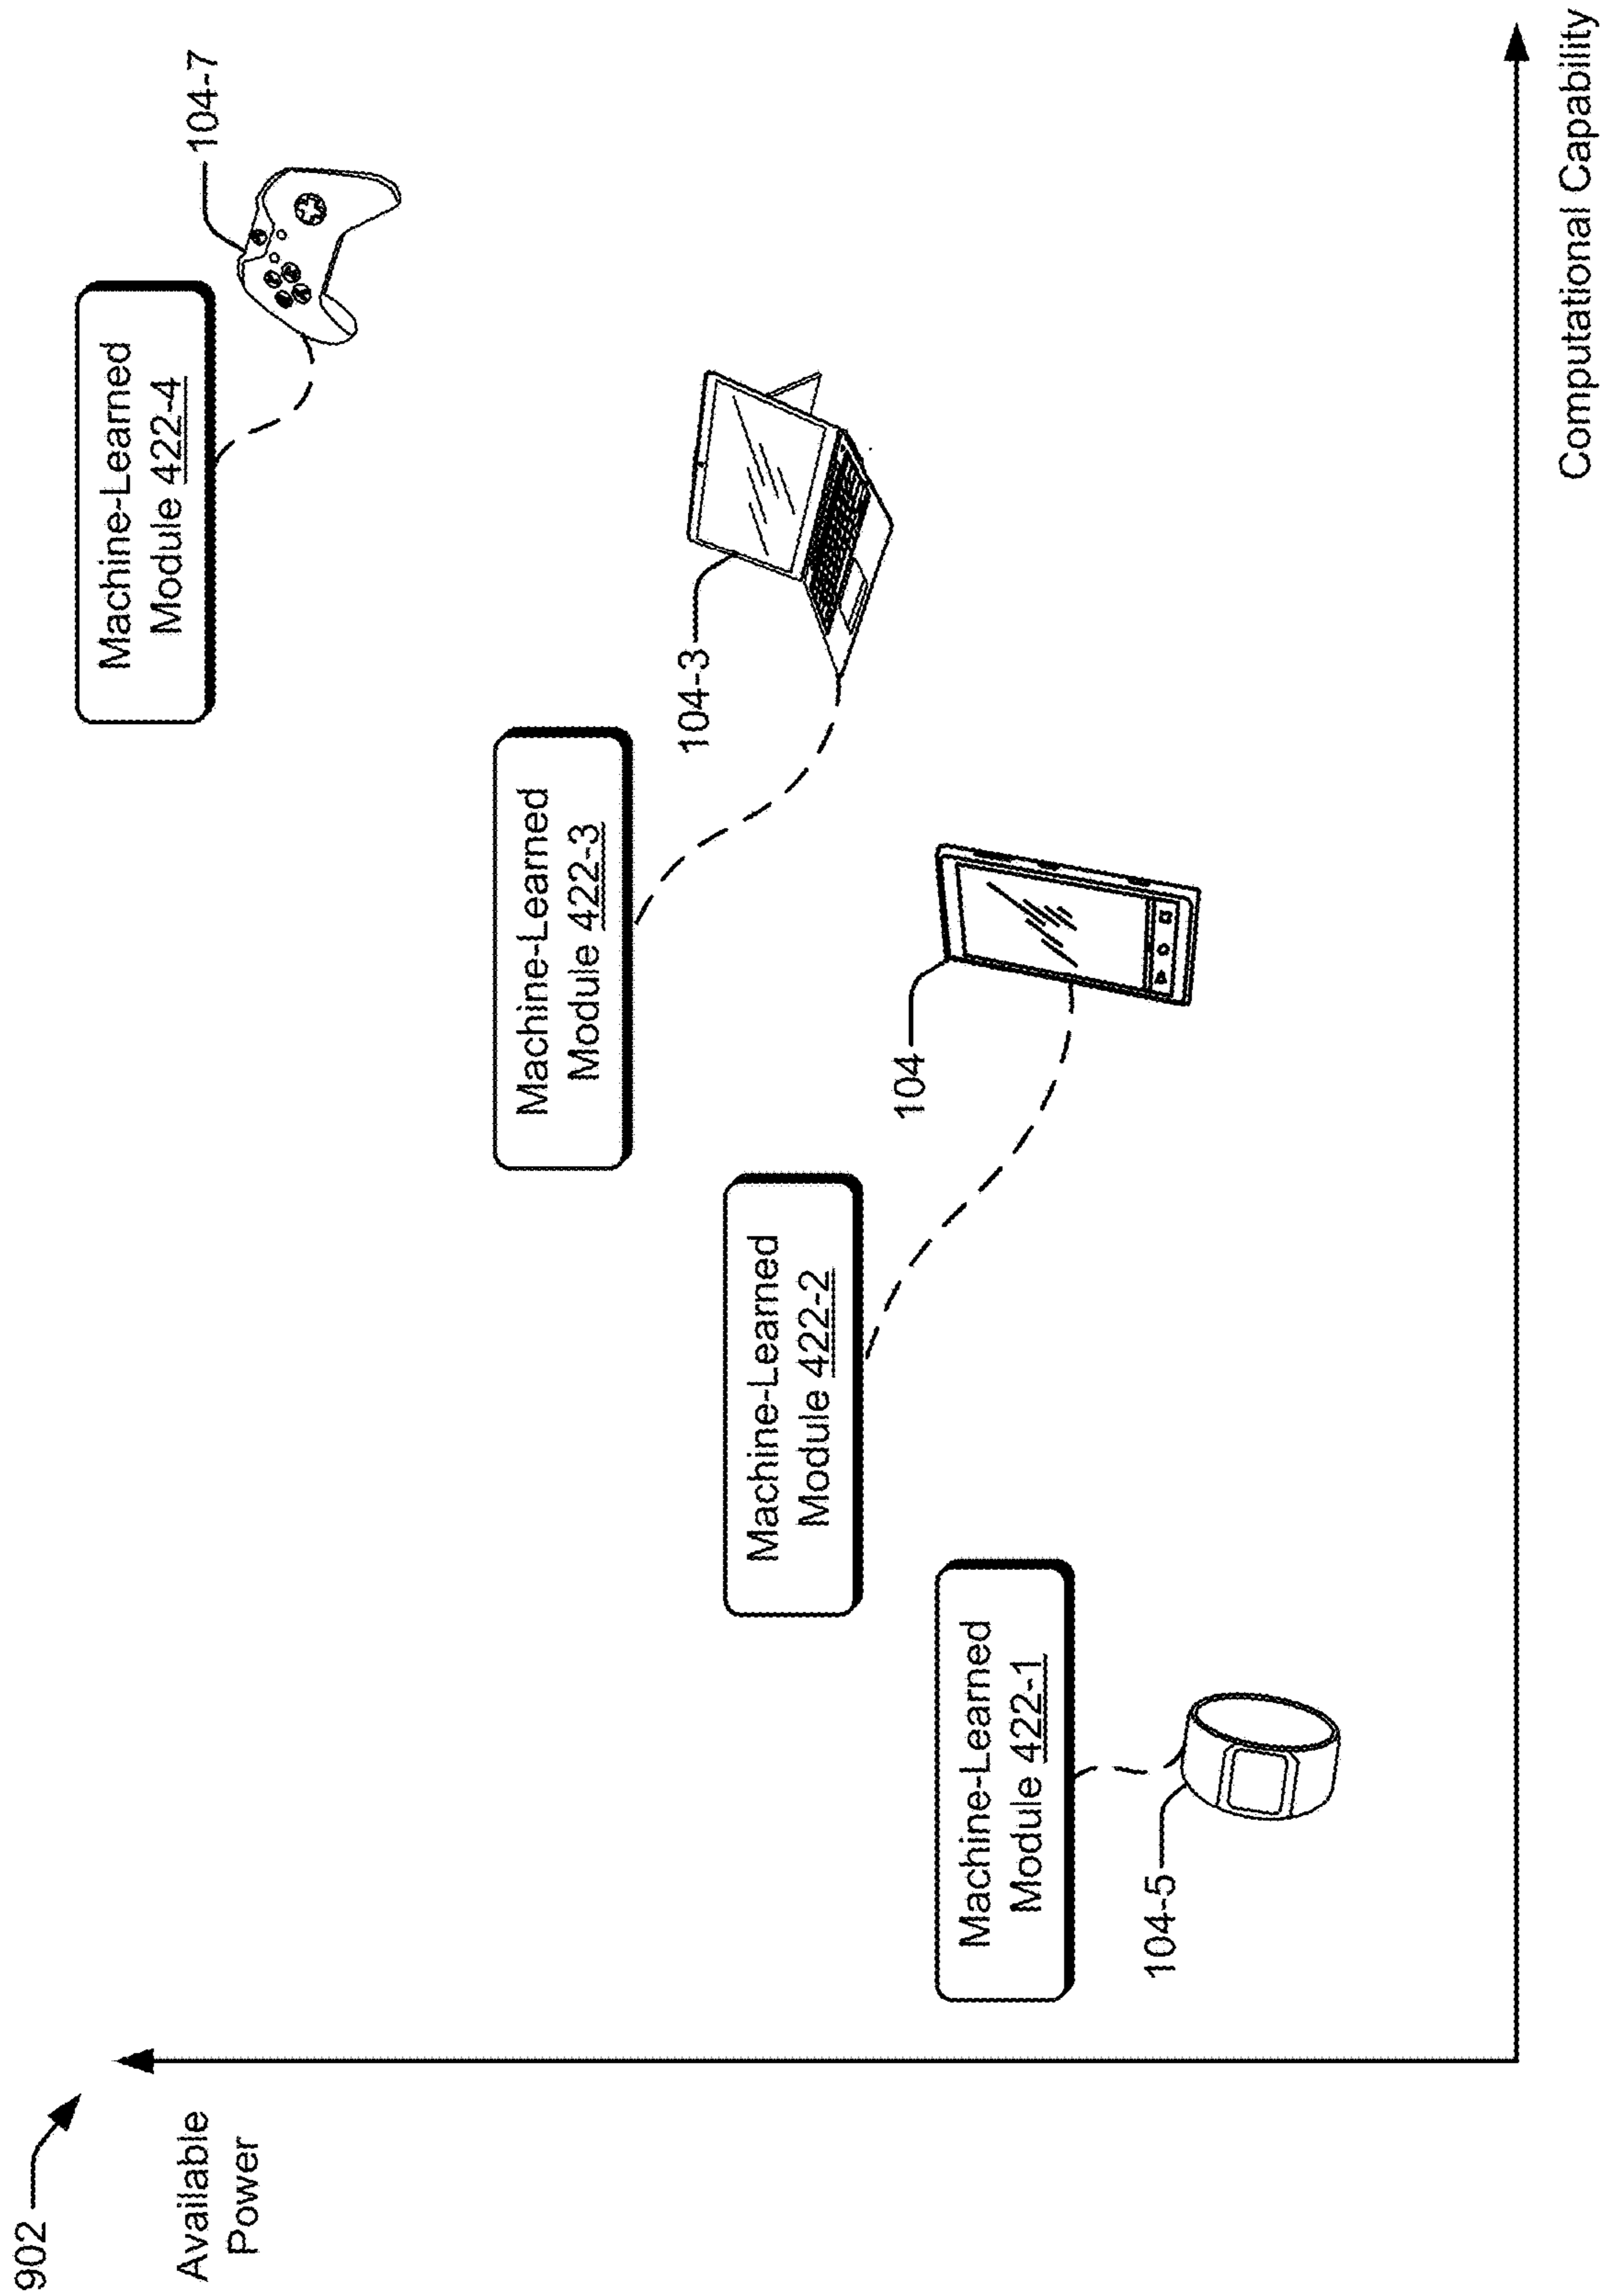 902
Available
Power
Machine-Learned
Module 422-4
104-7
Machine-Learned
Module 422-3
104-3
Machine-Learned
Module 422-2
104
Machine-Learned
Module 422-1
104-5
Computational Capability